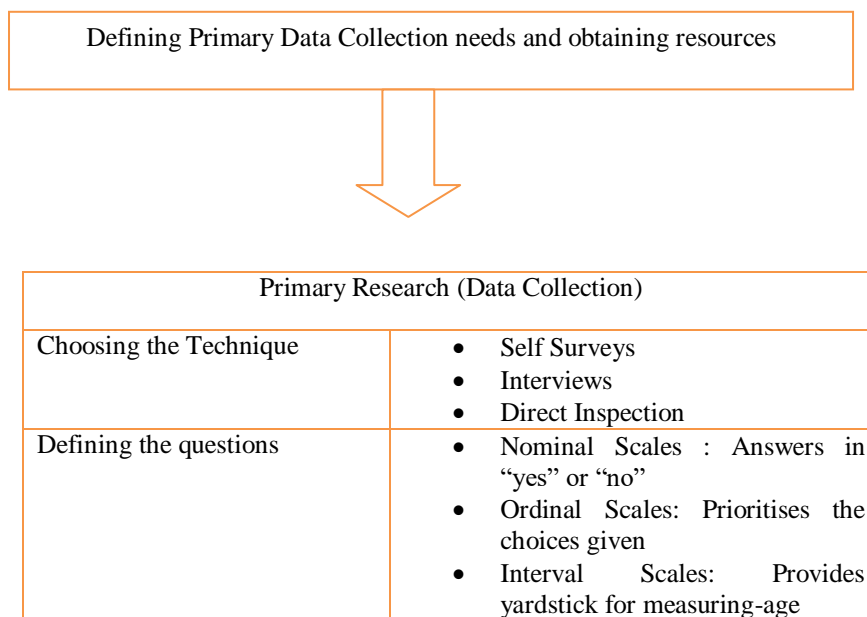 Defining Primary Data Collection needs and obtaining resources
Primary Research (Data Collection)
Choosing the Technique
• Self Surveys
• Interviews
• Direct Inspection
Defining the questions
• Nominal Scales : Answers in
“yes” or “no”
• Ordinal Scales: Prioritises the
choices given
• Interval Scales: Provides
yardstick for measuring-age